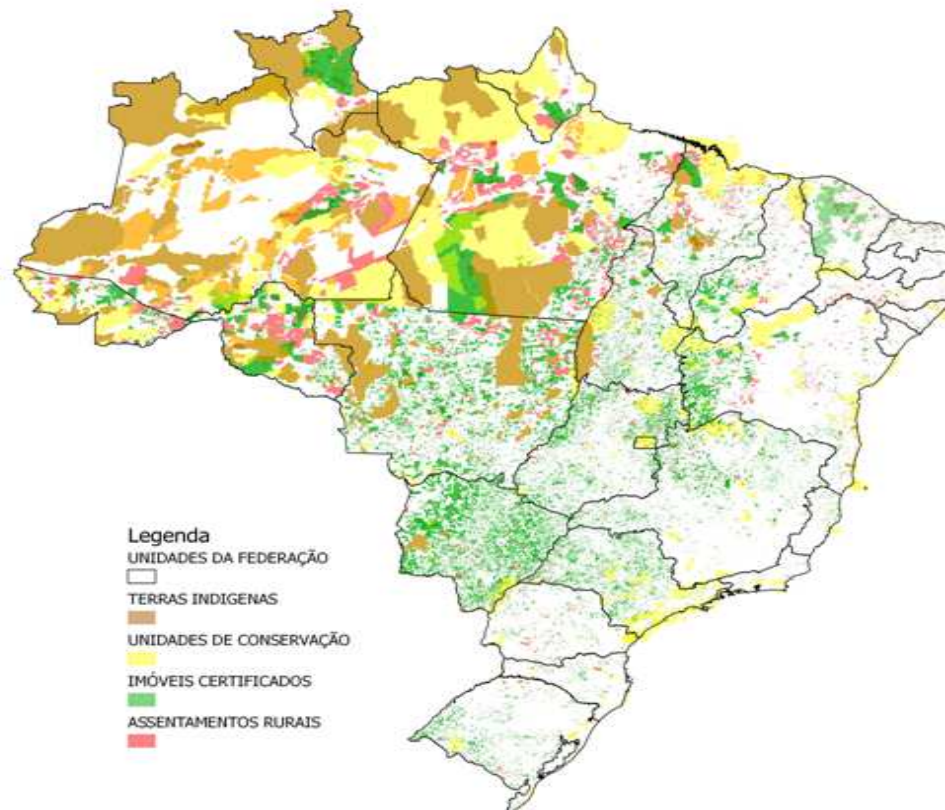 Legenda
UNIDADES DA FEDERAÇÃO
TERRAS INDIGENAS
UNIDADES DE CONSERVAÇÃO
IMÓVEIS CERTIFICADOS
ASSENTAMENTOS RURAIS